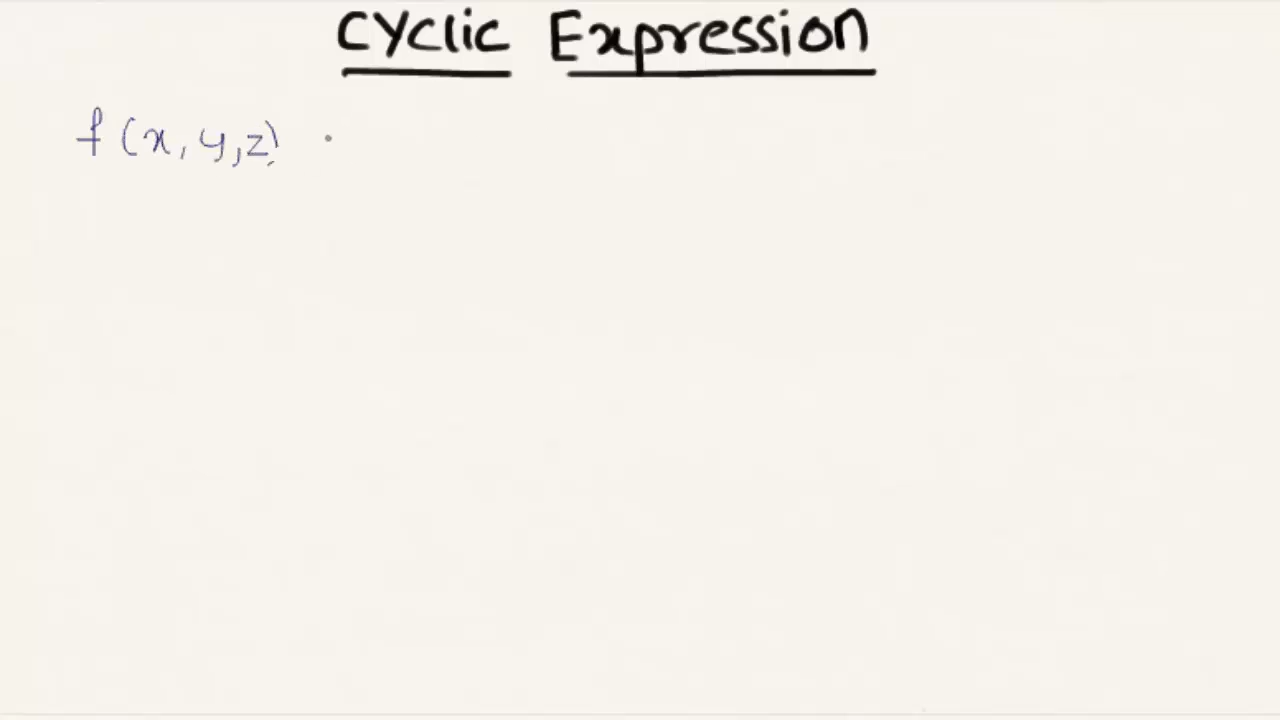 Cyclic Expression
f (x, y, z)